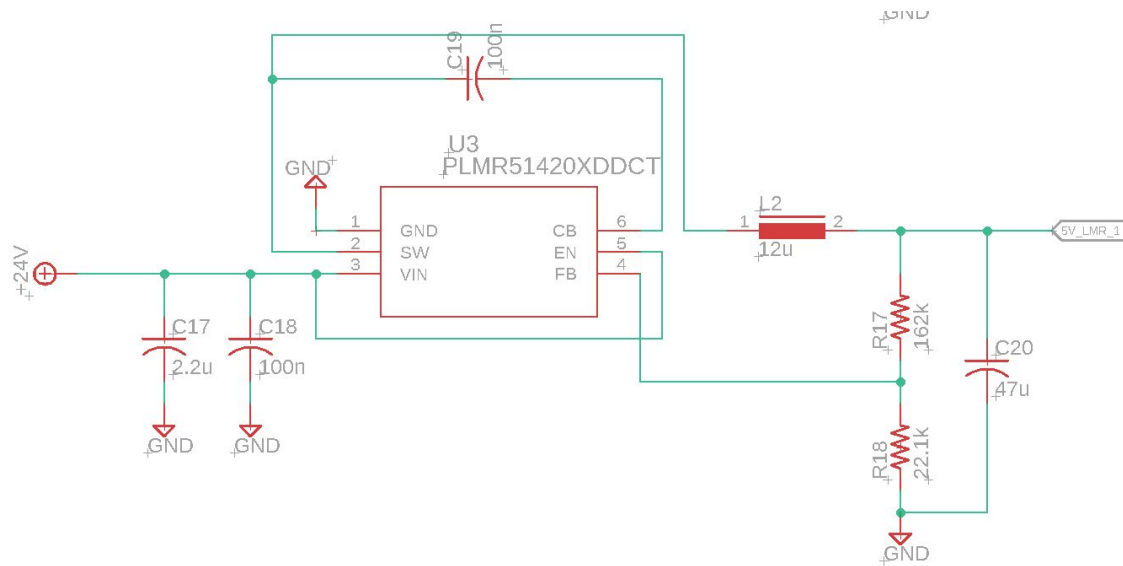 GND
C19
100n
U3
PLMR51420XDDCT
GND
1 GND CB 6
2 SW EN 5
3 VIN FB 4
+24V
C17
2.2u
C18
100n
GND
GND
1 L2 2
12u
5V_LMR_1
R17
162k
C20
47u
R18
22.1k
GND